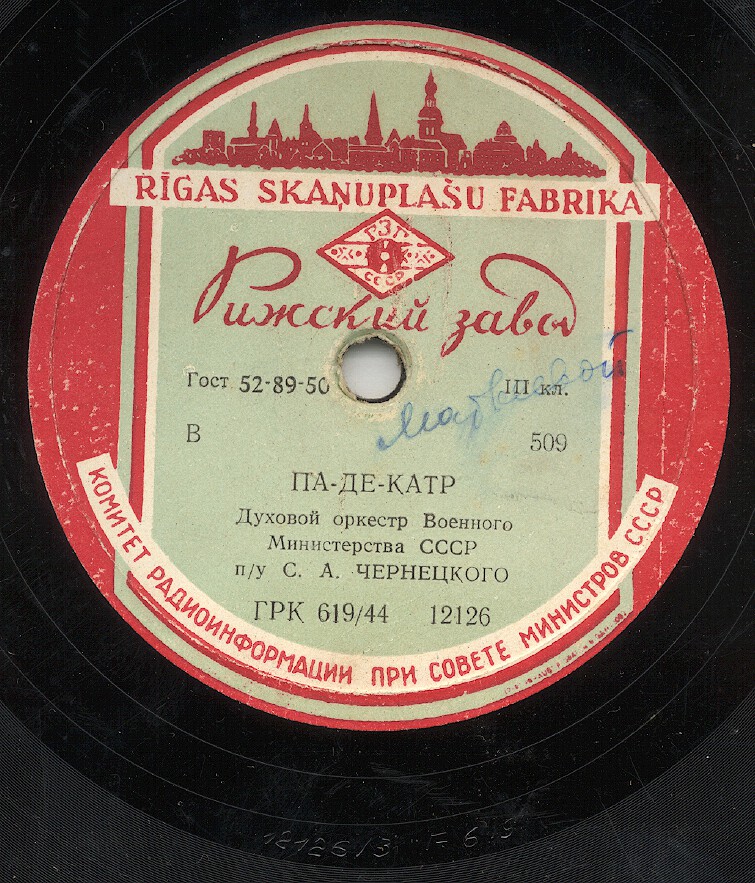 RĪGAS SKAŅUPLAŠU FABRIKA
РЗГ
СССР
Рижский завод
Гост 52-89-50 III кл.
В 509
ПА-ДЕ-КАТР
Духовой оркестр Военного
Министерства СССР
п/у С. А. ЧЕРНЕЦКОГО
ГРК 619/44 12126
КОМИТЕТ РАДИОИНФОРМАЦИИ ПРИ СОВЕТЕ МИНИСТРОВ СССР